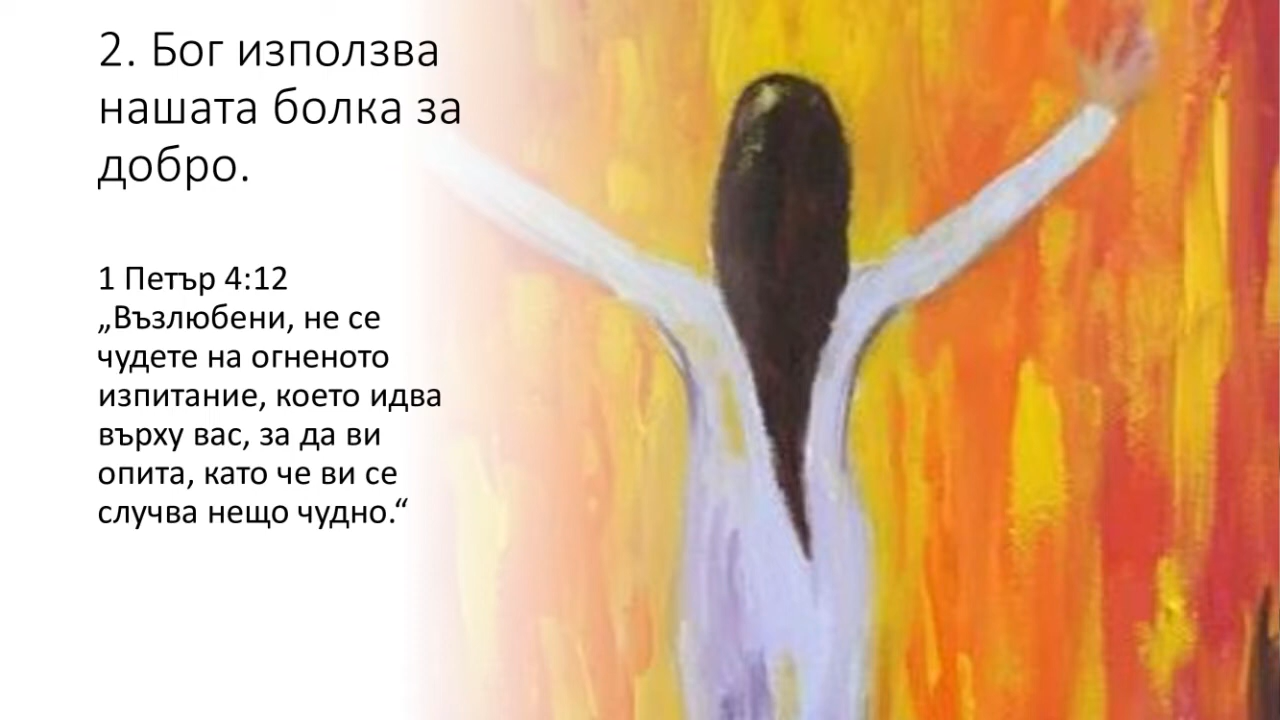 2. Бог използва
нашата болка за
добро.
1 Петър 4:12
„Възлюбени, не се
чудете на огненото
изпитание, което идва
върху вас, за да ви
опита, като че ви се
случва нещо чудно.“